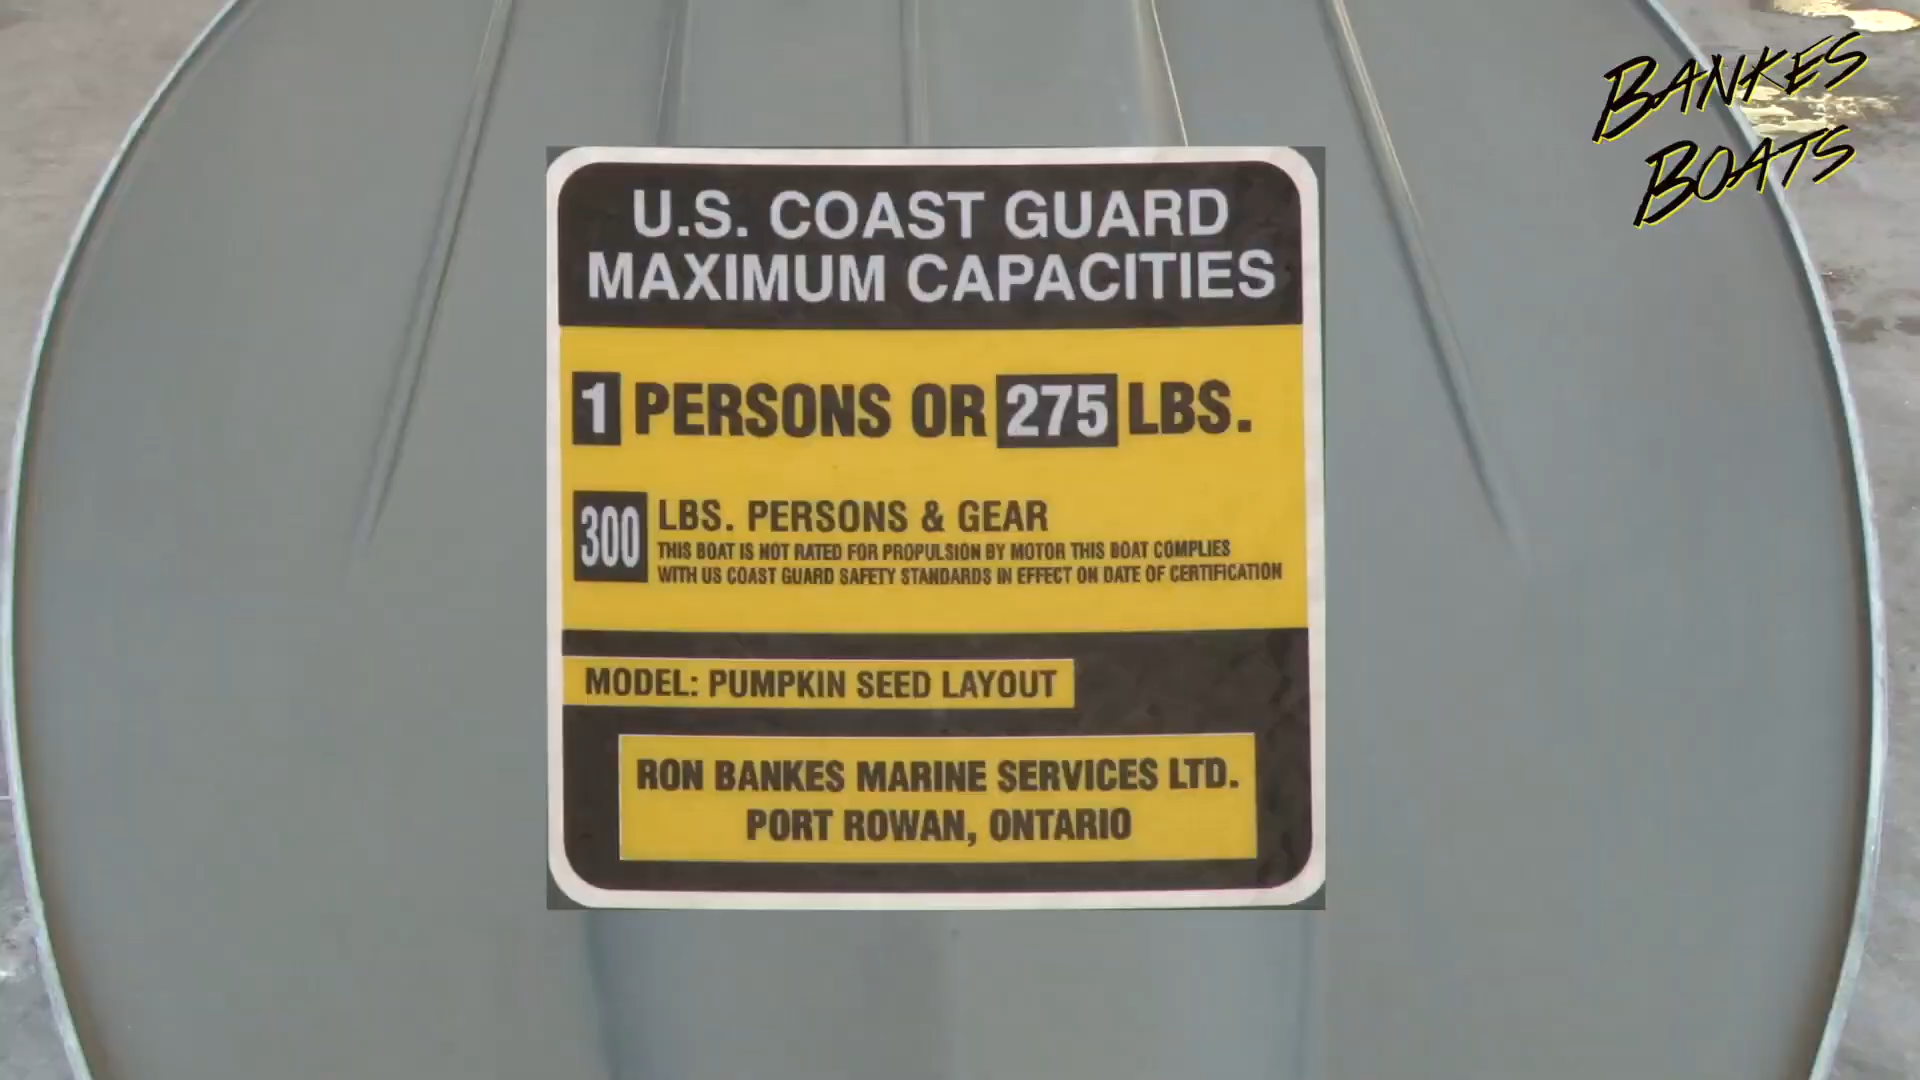 BANKES
BOATS
U.S. COAST GUARD
MAXIMUM CAPACITIES
1 PERSONS OR 275 LBS.
300 LBS. PERSONS & GEAR
THIS BOAT IS NOT RATED FOR PROPULSION BY MOTOR THIS BOAT COMPLIES
WITH US COAST GUARD SAFETY STANDARDS IN EFFECT ON DATE OF CERTIFICATION
MODEL: PUMPKIN SEED LAYOUT
RON BANKES MARINE SERVICES LTD.
PORT ROWAN, ONTARIO